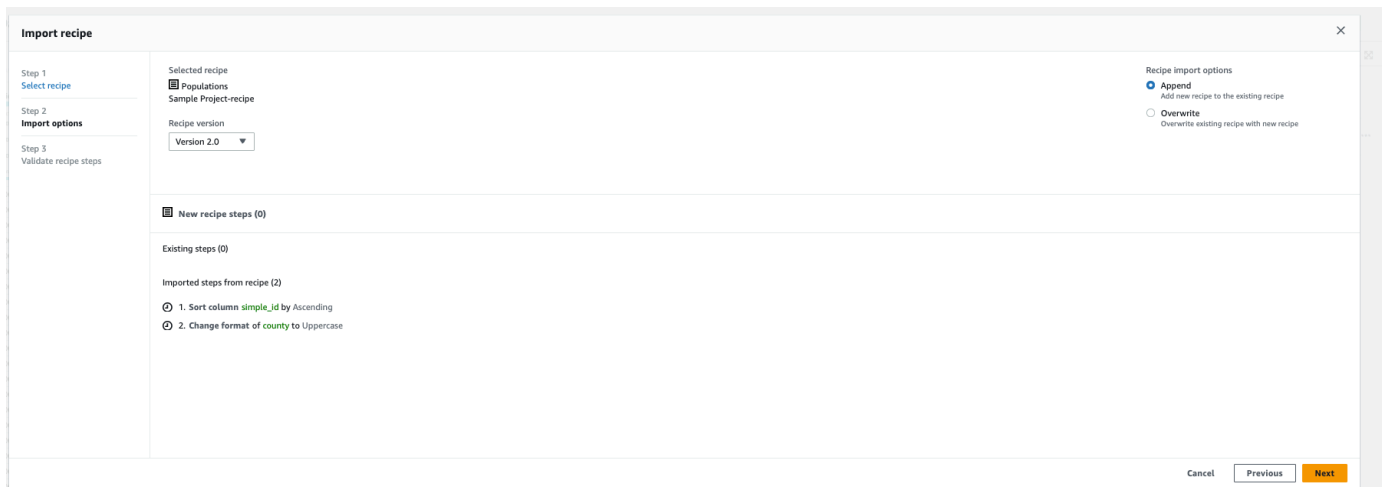 Import recipe
Step 1
Select recipe
Step 2
Import options
Step 3
Validate recipe steps
Selected recipe
Populations
Sample Project-recipe
Recipe version
Version 2.0
Recipe import options
Append
Add new recipe to the existing recipe
Overwrite
Overwrite existing recipe with new recipe
New recipe steps (0)
Existing steps (0)
Imported steps from recipe (2)
1. Sort column simple_id by Ascending
2. Change format of county to Uppercase
Cancel
Previous
Next